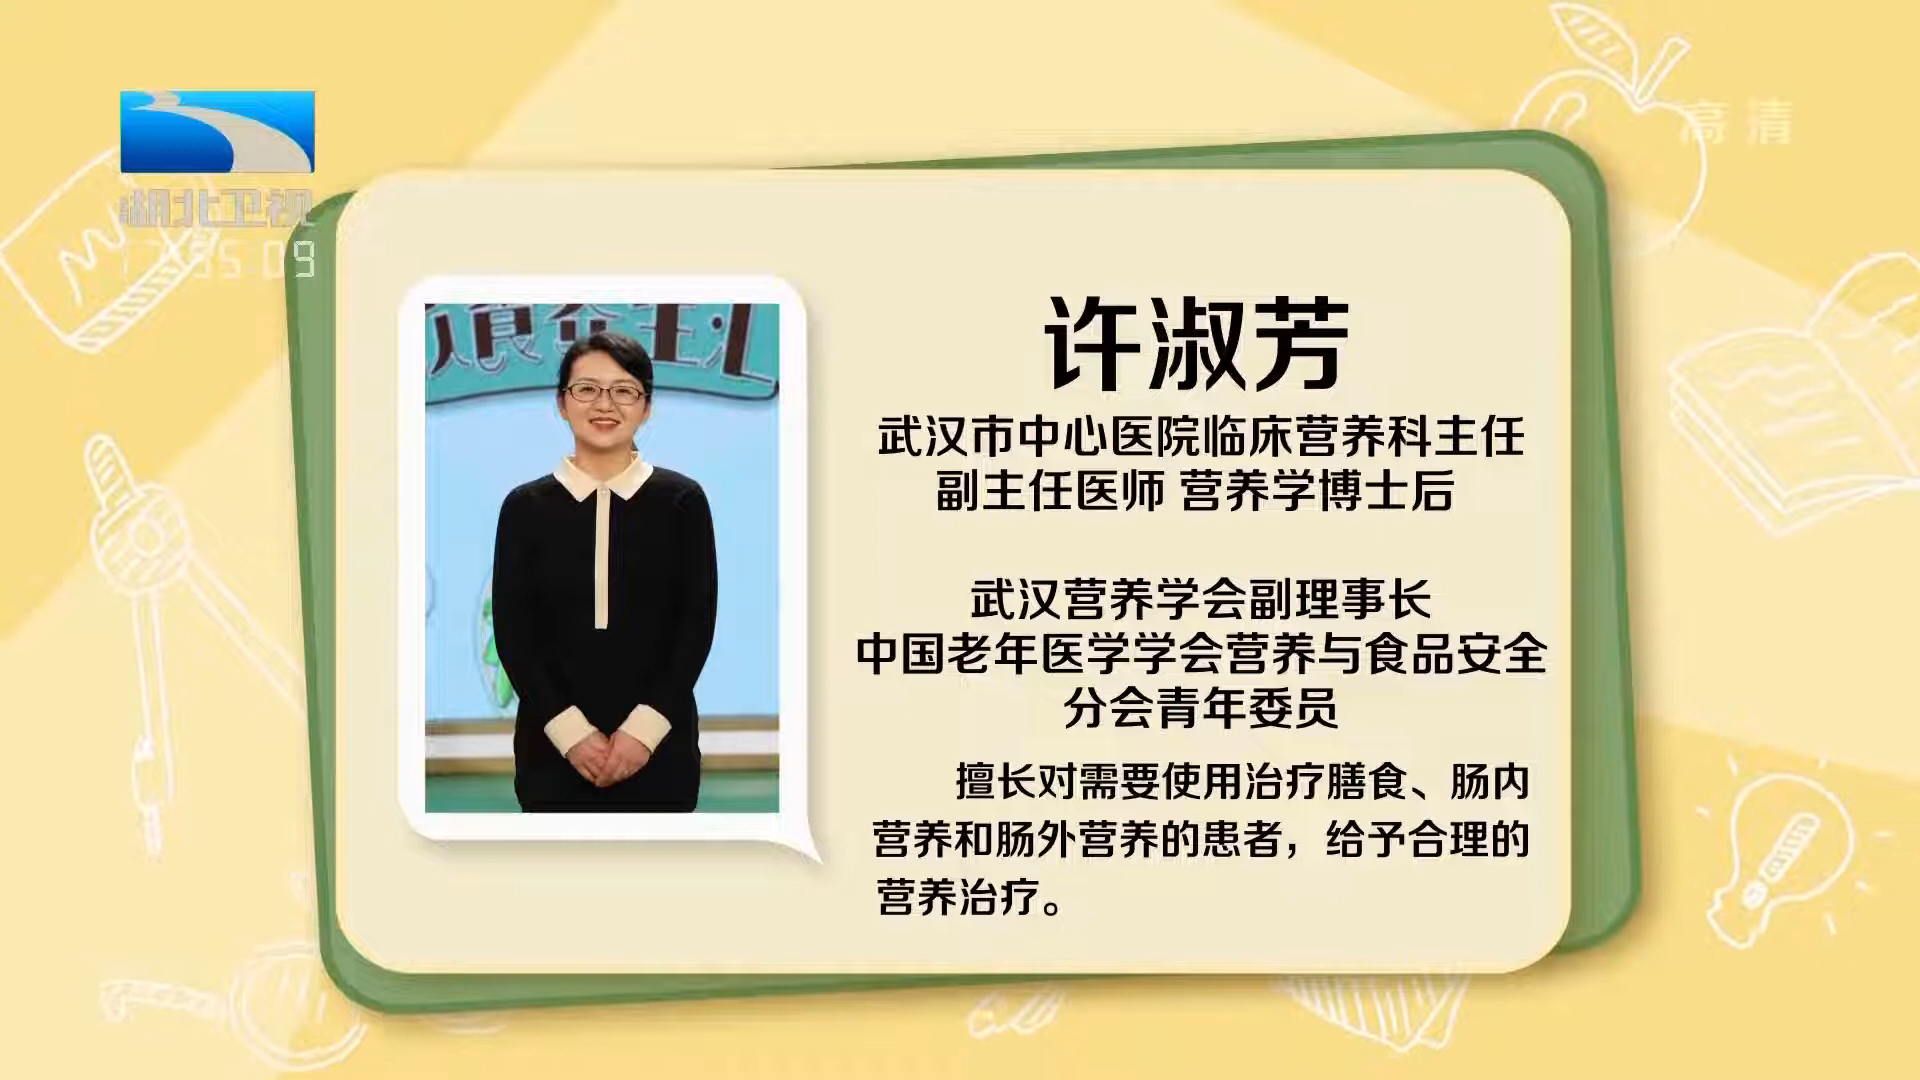 湖北卫视
高清
许淑芳
武汉市中心医院临床营养科主任
副主任医师 营养学博士后
武汉营养学会副理事长
中国老年医学学会营养与食品安全
分会青年委员
擅长对需要使用治疗膳食、肠内
营养和肠外营养的患者，给予合理的
营养治疗。